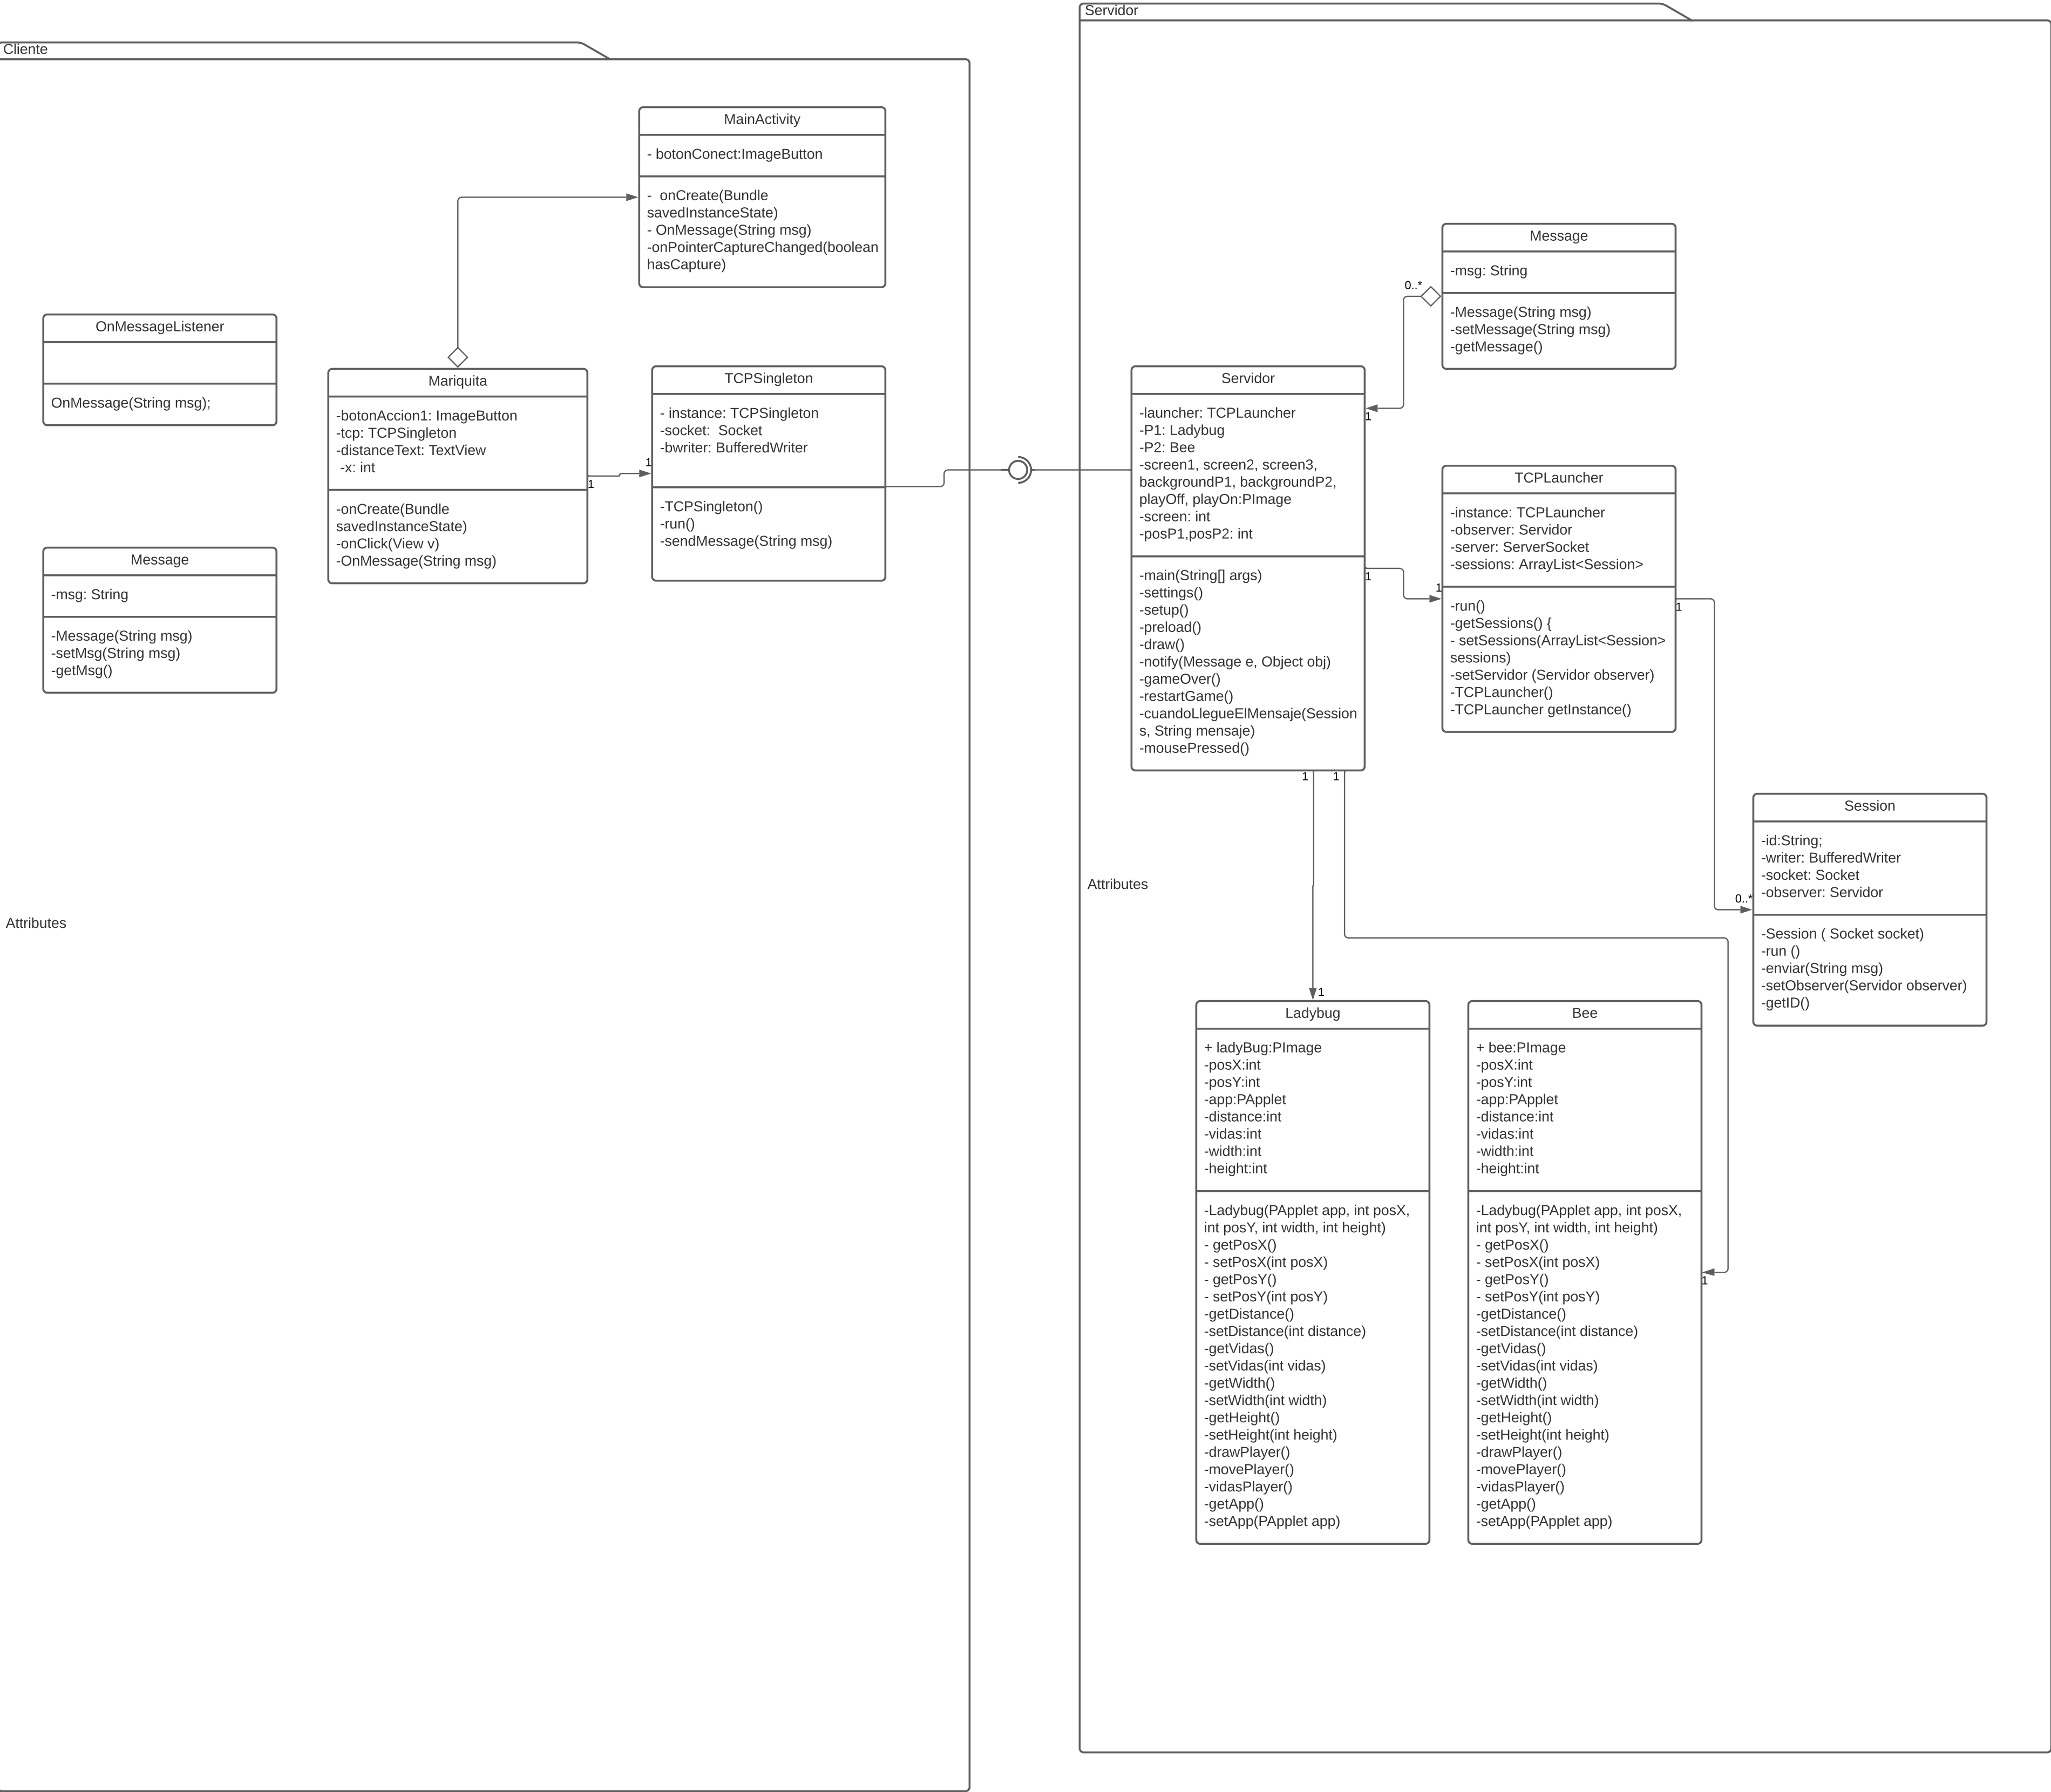 Cliente
MainActivity
- botonConect:ImageButton
-  onCreate(Bundle
savedInstanceState)
- OnMessage(String msg)
-onPointerCaptureChanged(boolean
hasCapture)
OnMessageListener
OnMessage(String msg);
Mariquita
-botonAccion1: ImageButton
-tcp: TCPSingleton
-distanceText: TextView
-x: int
-onCreate(Bundle
savedInstanceState)
-onClick(View v)
-OnMessage(String msg)
1
1
TCPSingleton
- instance: TCPSingleton
-socket:  Socket
-bwriter: BufferedWriter
-TCPSingleton()
-run()
-sendMessage(String msg)
Message
-msg: String
-Message(String msg)
-setMsg(String msg)
-getMsg()
Attributes
Servidor
Message
-msg: String
-Message(String msg)
-setMessage(String msg)
-getMessage()
0..*
1
Servidor
-launcher: TCPLauncher
-P1: Ladybug
-P2: Bee
-screen1, screen2, screen3,
backgroundP1, backgroundP2,
playOff, playOn:PImage
-screen: int
-posP1,posP2: int
-main(String[] args)
-settings()
-setup()
-preload()
-draw()
-notify(Message e, Object obj)
-gameOver()
-restartGame()
-cuandoLlegueElMensaje(Session
s, String mensaje)
-mousePressed()
1
1
TCPLauncher
-instance: TCPLauncher
-observer: Servidor
-server: ServerSocket
-sessions: ArrayList<Session>
-run()
-getSessions() {
- setSessions(ArrayList<Session>
sessions)
-setServidor (Servidor observer)
-TCPLauncher()
-TCPLauncher getInstance()
1
0..*
Session
-id:String;
-writer: BufferedWriter
-socket: Socket
-observer: Servidor
-Session ( Socket socket)
-run ()
-enviar(String msg)
-setObserver(Servidor observer)
-getID()
1
1
Attributes
1
Ladybug
+ ladyBug:PImage
-posX:int
-posY:int
-app:PApplet
-distance:int
-vidas:int
-width:int
-height:int
-Ladybug(PApplet app, int posX,
int posY, int width, int height)
- getPosX()
- setPosX(int posX)
- getPosY()
- setPosY(int posY)
-getDistance()
-setDistance(int distance)
-getVidas()
-setVidas(int vidas)
-getWidth()
-setWidth(int width)
-getHeight()
-setHeight(int height)
-drawPlayer()
-movePlayer()
-vidasPlayer()
-getApp()
-setApp(PApplet app)
Bee
+ bee:PImage
-posX:int
-posY:int
-app:PApplet
-distance:int
-vidas:int
-width:int
-height:int
-Ladybug(PApplet app, int posX,
int posY, int width, int height)
- getPosX()
- setPosX(int posX)
- getPosY()
- setPosY(int posY)
-getDistance()
-setDistance(int distance)
-getVidas()
-setVidas(int vidas)
-getWidth()
-setWidth(int width)
-getHeight()
-setHeight(int height)
-drawPlayer()
-movePlayer()
-vidasPlayer()
-getApp()
-setApp(PApplet app)
1